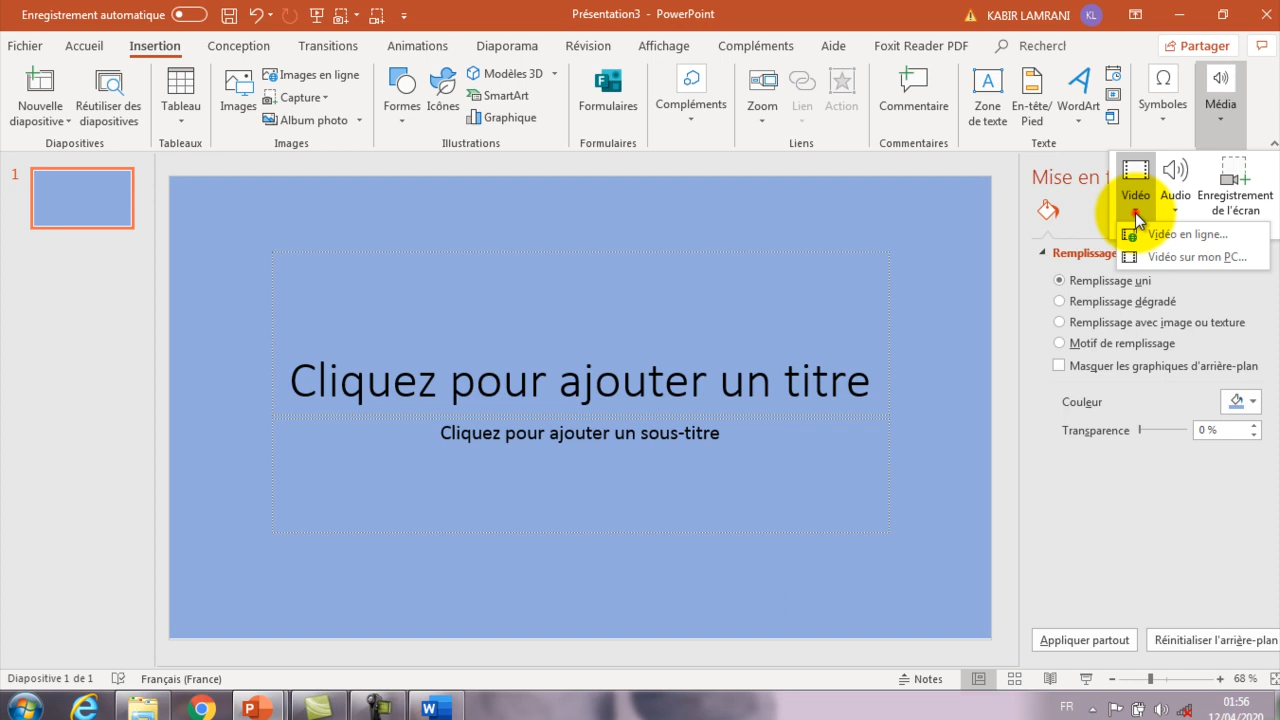 Enregistrement automatique
Présentation3 - PowerPoint
KABIR LAMRANI
KL
Fichier Accueil Insertion Conception Transitions Animations Diaporama Révision Affichage Compléments Aide Foxit Reader PDF Recherch Partager
Nouvelle diapositive
Réutiliser des diapositives
Diapositives
Tableau
Tableaux
Images
Images en ligne
Capture
Album photo
Images
Formes
Icônes
Modèles 3D
SmartArt
Graphique
Illustrations
Formulaires
Formulaires
Compléments
Zoom
Lien
Action
Liens
Commentaire
Commentaires
Zone de texte
En-tête/ Pied
WordArt
Texte
Symboles
Média
Vidéo
Audio
Enregistrement de l'écran
Vidéo en ligne...
Vidéo sur mon PC...
1
Cliquez pour ajouter un titre
Cliquez pour ajouter un sous-titre
Mise en
Remplissage
Remplissage uni
Remplissage dégradé
Remplissage avec image ou texture
Motif de remplissage
Masquer les graphiques d'arrière-plan
Couleur
Transparence 0 %
Appliquer partout
Réinitialiser l'arrière-plan
Diapositive 1 de 1
Français (France)
Notes
68 %
FR
01:56
12/04/2020